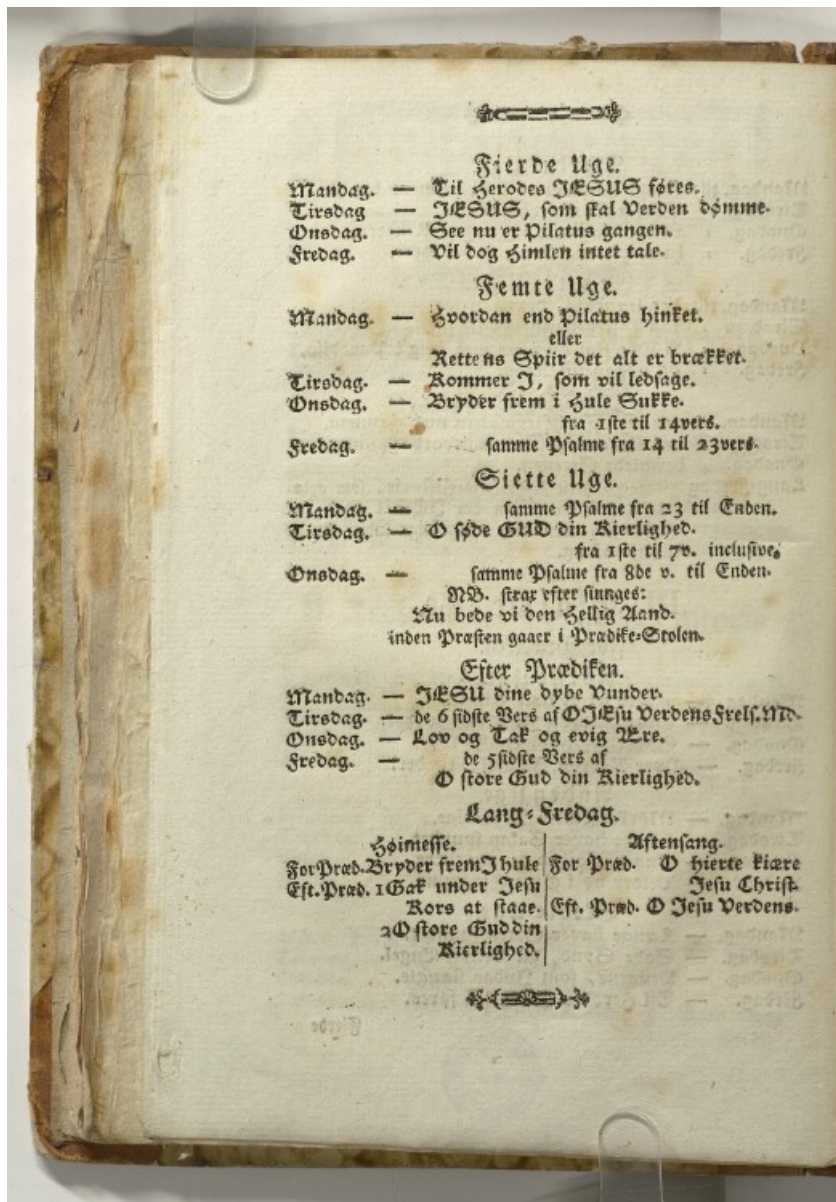 Fierde Uge.
Mandag. — Til Herodes JESUS føres.
Tirsdag — JESUS, som skal Verden dømme.
Onsdag. — See nu er Pilatus gangen.
Fredag. — Vil dog Himlen intet tale.
Femte Uge.
Mandag. — Hvordan end Pilatus hinket.
eller
Rettens Spiir det alt er brækket.
Tirsdag. — Kommer J, som vil ledsage.
Onsdag. — Bryder frem i Hule Sukke.
fra 1ste til 14vers.
Fredag. — samme Psalme fra 14 til 23vers.
Siette Uge.
Mandag. — samme Psalme fra 23 til Enden.
Tirsdag. — O søde GUD din Kierlighed.
fra 1ste til 7v. inclusive.
Onsdag. — samme Psalme fra 8de v. til Enden.
NB. strax efter siunges:
Nu bede vi den Hellig Aand.
inden Præsten gaaer i Prædike-Stolen.
Efter Prædiken.
Mandag. — JESU dine dybe Vunder.
Tirsdag. — de 6 sidste Vers af O JEsu Verdens Frels. Md.
Onsdag. — Lov og Tak og evig Ære.
Fredag. — de 5 sidste Vers af
O store Gud din Kierlighed.
Lang-Fredag.
Høimesse.
For Præd. Bryder frem J hule
Eft. Præd. 1 Gak under Jesu
Kors at staae.
2 O store Gud din
Kierlighed.
Aftensang.
For Præd. O hierte kiære
Jesu Christ.
Eft. Præd. O Jesu Verdens.